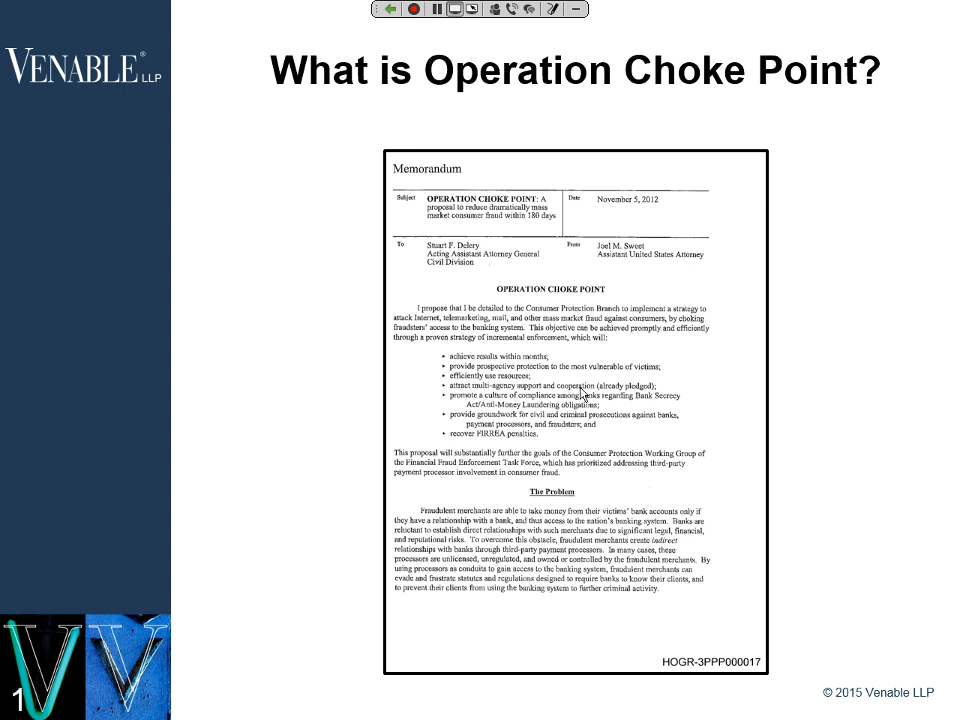 VENABLE® LLP
What is Operation Choke Point?
Memorandum
Subject
OPERATION CHOKE POINT: A
proposal to reduce dramatically mass
market consumer fraud within 180 days
Date
November 5, 2012
To
Stuart F. Delery
Acting Assistant Attorney General
Civil Division
From
Joel M. Sweet
Assistant United States Attorney
OPERATION CHOKE POINT
I propose that I be detailed to the Consumer Protection Branch to implement a strategy to
attack Internet, telemarketing, mail, and other mass market fraud against consumers, by choking
fraudsters' access to the banking system. This objective can be achieved promptly and efficiently
through a proven strategy of incremental enforcement, which will:
‣ achieve results within months;
‣ provide prospective protection to the most vulnerable of victims;
‣ efficiently use resources;
‣ attract multi-agency support and cooperation (already pledged);
‣ promote a culture of compliance among banks regarding Bank Secrecy
Act/Anti-Money Laundering obligations;
‣ provide groundwork for civil and criminal prosecutions against banks,
payment processors, and fraudsters; and
‣ recover FIRREA penalties.
This proposal will substantially further the goals of the Consumer Protection Working Group of
the Financial Fraud Enforcement Task Force, which has prioritized addressing third-party
payment processor involvement in consumer fraud.
The Problem
Fraudulent merchants are able to take money from their victims' bank accounts only if
they have a relationship with a bank, and thus access to the nation's banking system. Banks are
reluctant to establish direct relationships with such merchants due to significant legal, financial,
and reputational risks. To overcome this obstacle, fraudulent merchants create indirect
relationships with banks through third-party payment processors. In many cases, these
processors are unlicensed, unregulated, and owned or controlled by the fraudulent merchants. By
using processors as conduits to gain access to the banking system, fraudulent merchants can
evade and frustrate statutes and regulations designed to require banks to know their clients, and
to prevent their clients from using the banking system to further criminal activity.
HOGR-3PPP000017
V V
1
© 2015 Venable LLP